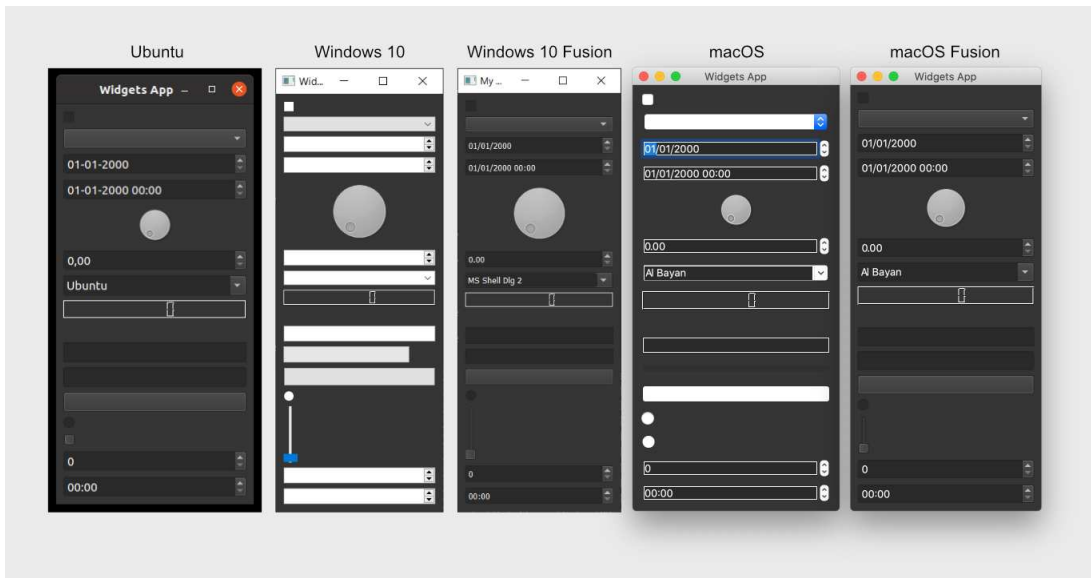 Ubuntu
Windows 10
Windows 10 Fusion
macOS
macOS Fusion
Widgets App
01-01-2000
01-01-2000 00:00
0,00
Ubuntu
0
00:00
Wid...
My ...
01/01/2000
01/01/2000 00:00
0.00
MS Shell Dlg 2
0
00:00
Widgets App
01/01/2000
01/01/2000 00:00
0.00
Al Bayan
0
00:00
Widgets App
01/01/2000
01/01/2000 00:00
0.00
Al Bayan
0
00:00